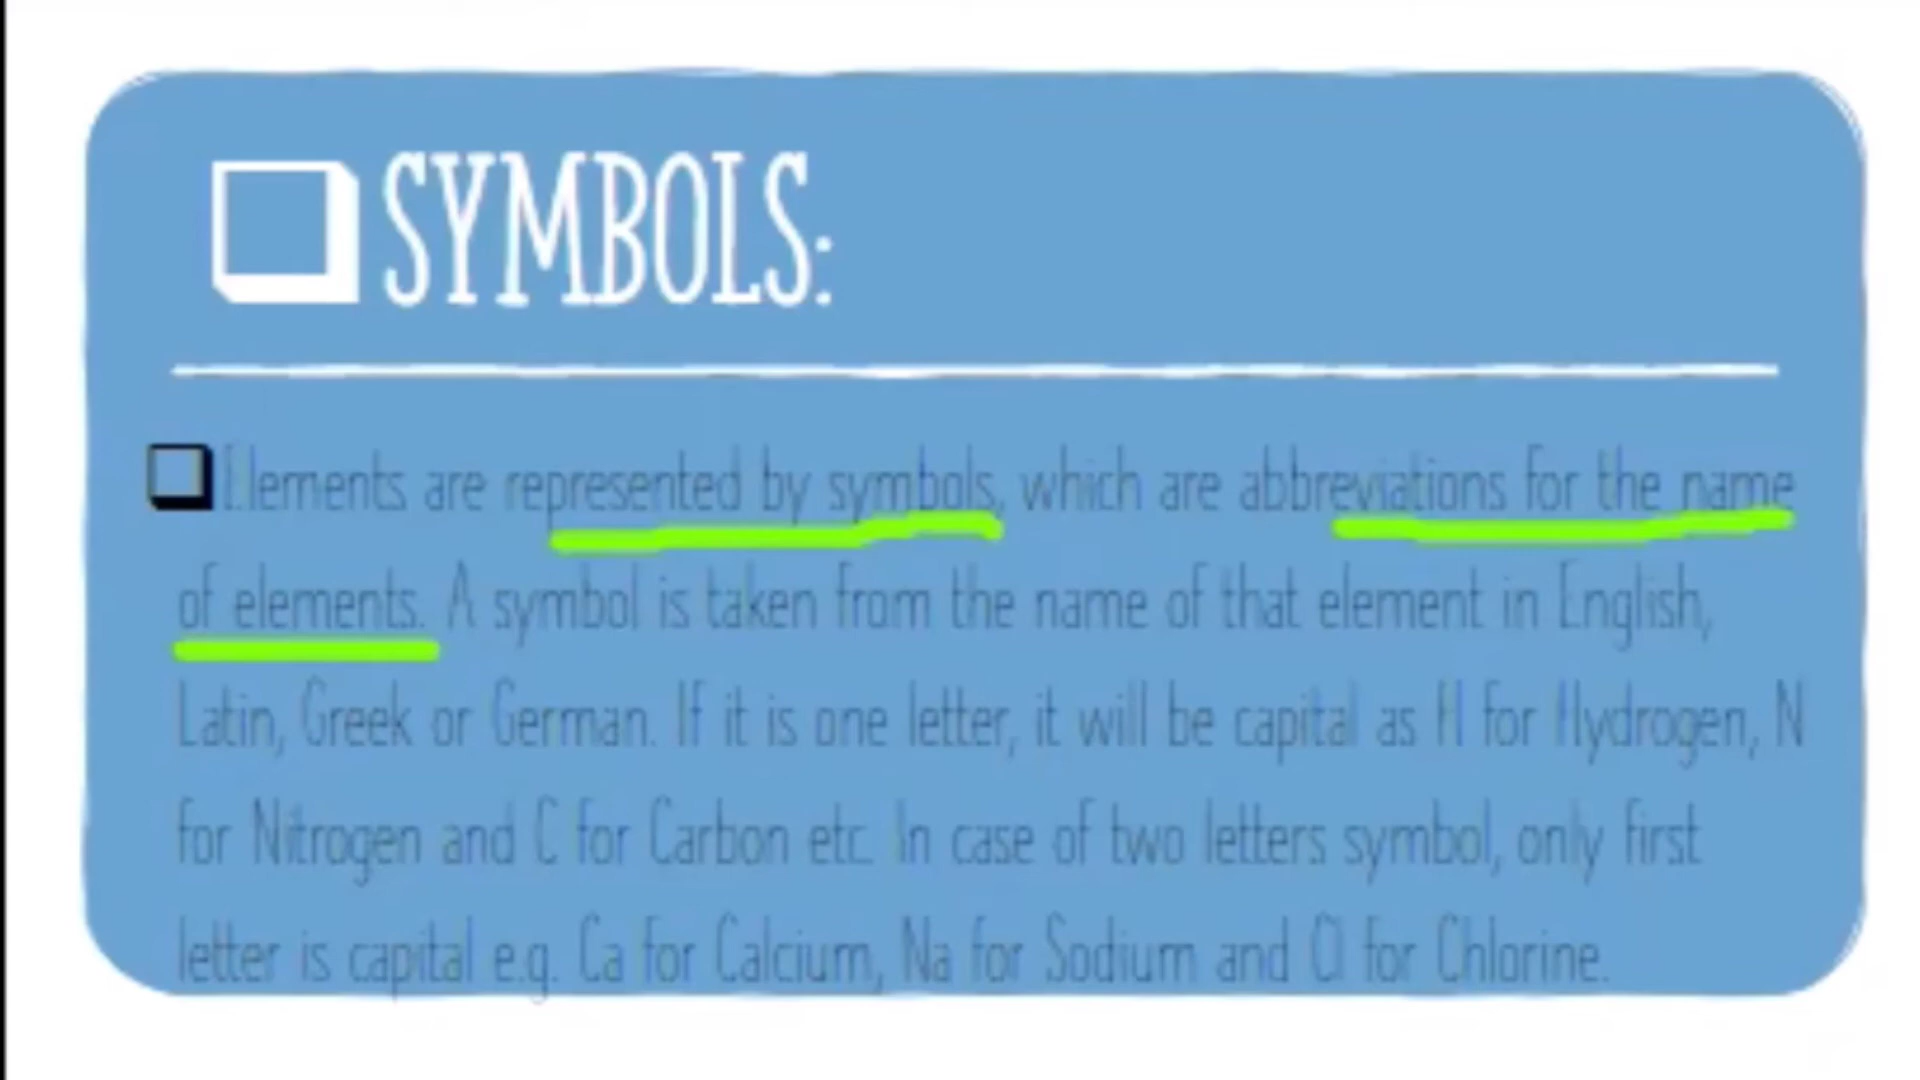 SYMBOLS:
Elements are represented by symbols, which are abbreviations for the name
of elements. A symbol is taken from the name of that element in English,
Latin, Greek or German. If it is one letter, it will be capital as H for Hydrogen, N
for Nitrogen and C for Carbon etc. In case of two letters symbol, only first
letter is capital e.g. Ca for Calcium, Na for Sodium and Cl for Chlorine.